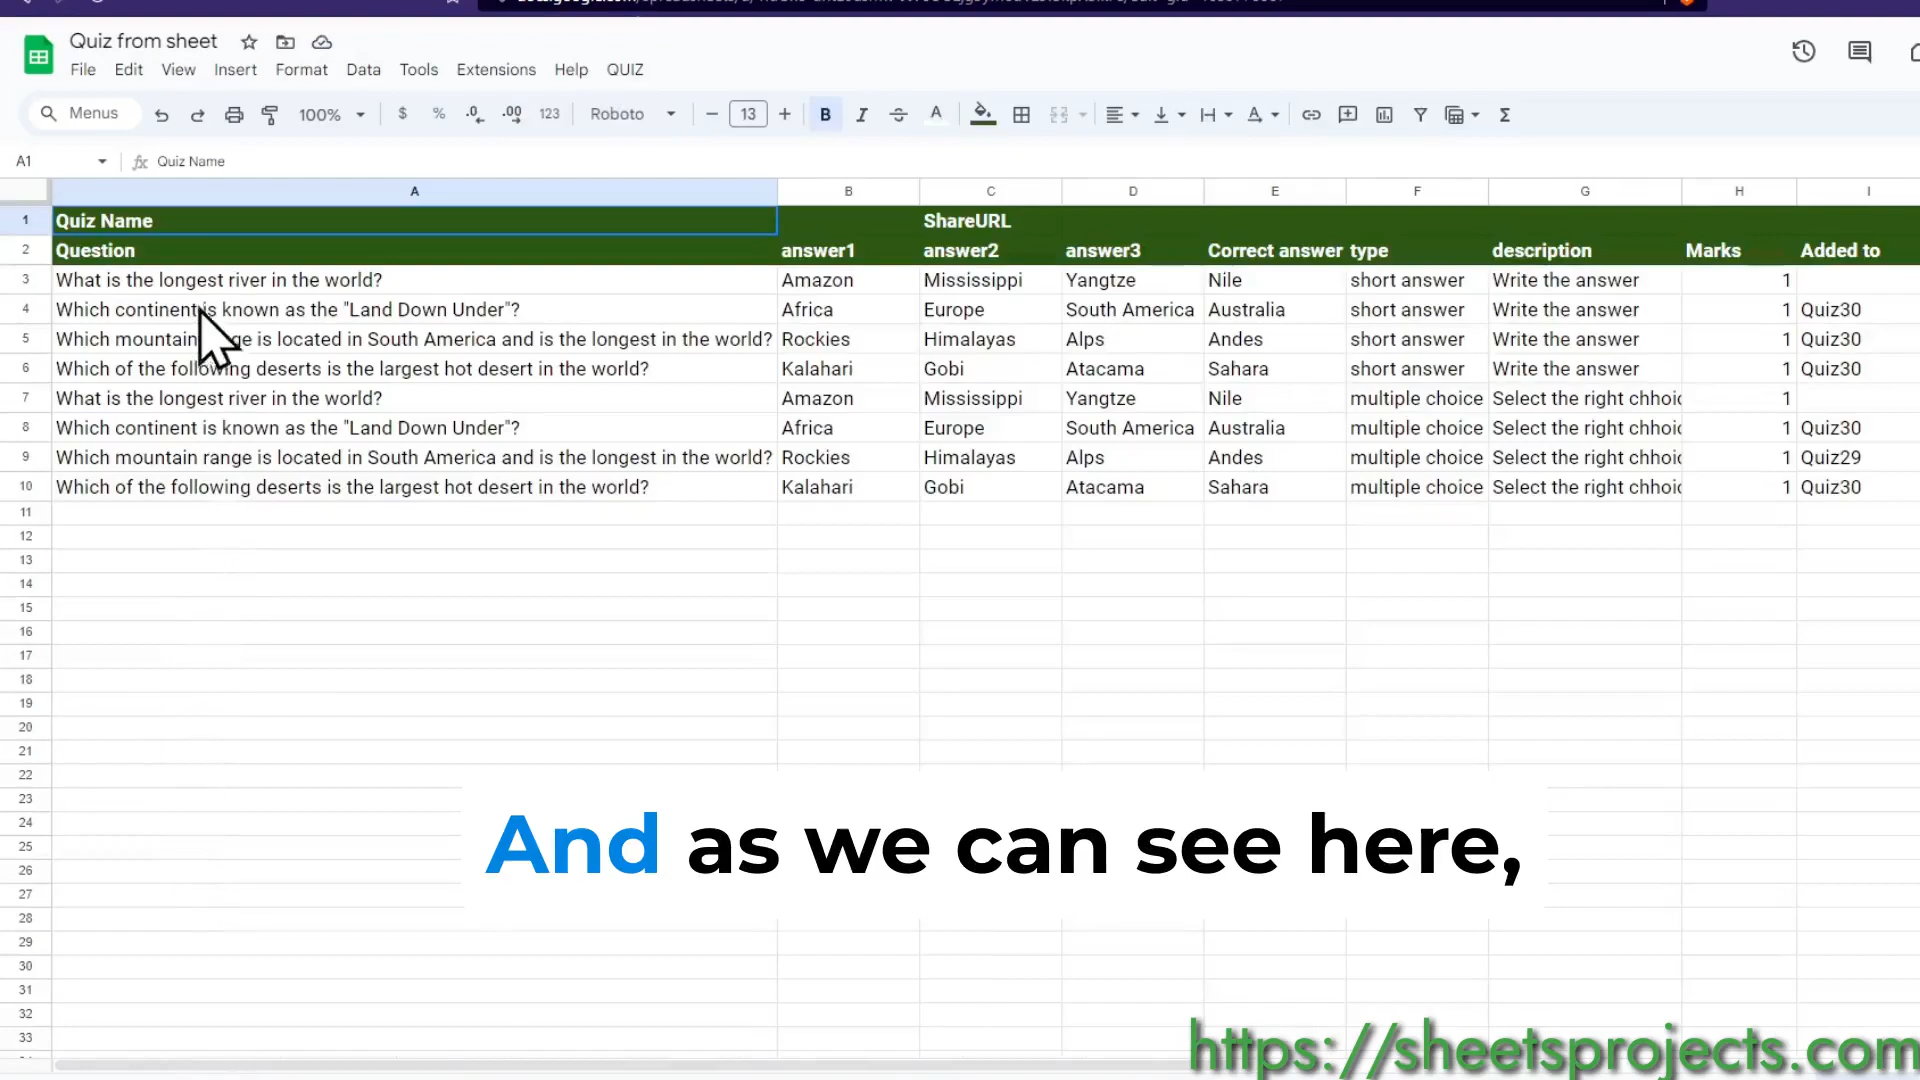 Quiz from sheet
File Edit View Insert Format Data Tools Extensions Help QUIZ
Menus 100% $ % .0 .00 123 Roboto 13 B I A Σ
A1 fx Quiz Name
A B C D E F G H I
1 Quiz Name ShareURL
2 Question answer1 answer2 answer3 Correct answer type description Marks Added to
3 What is the longest river in the world? Amazon Mississippi Yangtze Nile short answer Write the answer 1
4 Which continent is known as the "Land Down Under"? Africa Europe South America Australia short answer Write the answer 1 Quiz30
5 Which mountain range is located in South America and is the longest in the world? Rockies Himalayas Alps Andes short answer Write the answer 1 Quiz30
6 Which of the following deserts is the largest hot desert in the world? Kalahari Gobi Atacama Sahara short answer Write the answer 1 Quiz30
7 What is the longest river in the world? Amazon Mississippi Yangtze Nile multiple choice Select the right chhoic 1
8 Which continent is known as the "Land Down Under"? Africa Europe South America Australia multiple choice Select the right chhoic 1 Quiz30
9 Which mountain range is located in South America and is the longest in the world? Rockies Himalayas Alps Andes multiple choice Select the right chhoic 1 Quiz29
10 Which of the following deserts is the largest hot desert in the world? Kalahari Gobi Atacama Sahara multiple choice Select the right chhoic 1 Quiz30
11
12
13
14
15
16
17
18
19
20
21
22
23
24
25
26
27
28
29
30
31
32
33
And as we can see here,
https://sheetsprojects.com